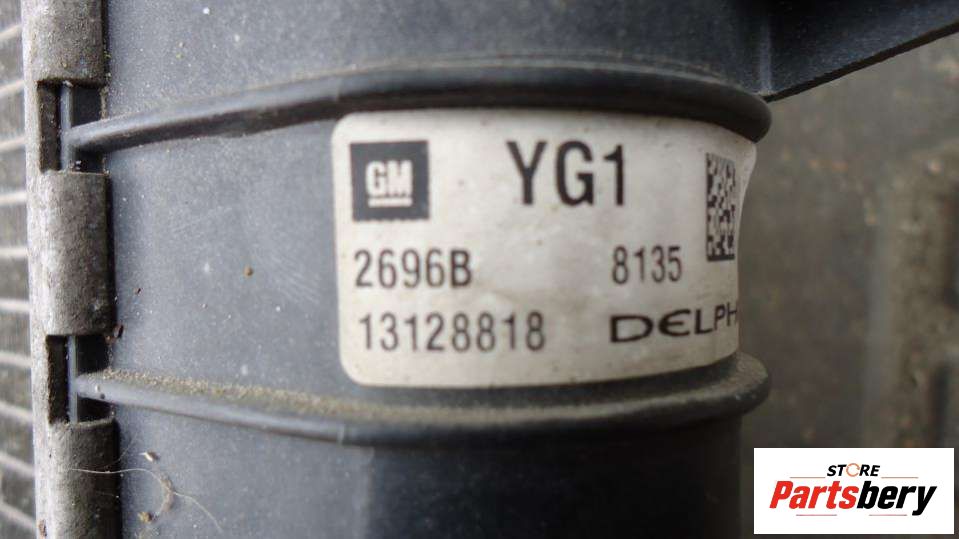 GM YG1
2696B 8135
13128818 DELPH
STORE
Partsbery